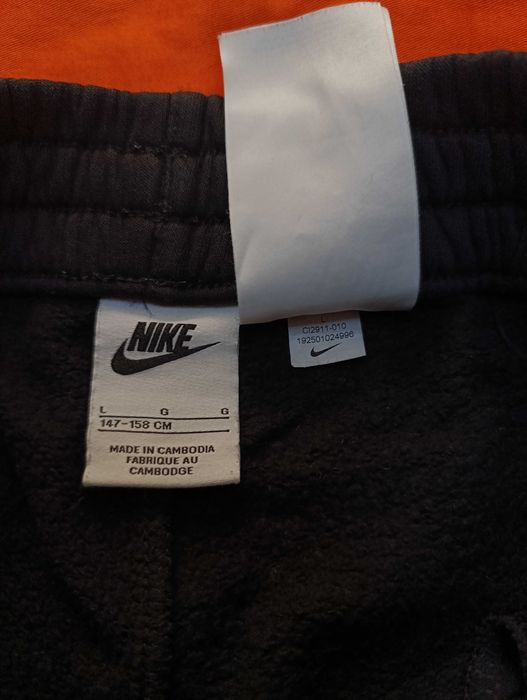 NIKE
L G G
147-158 CM
MADE IN CAMBODIA
FABRIQUE AU
CAMBODGE
L
CI2911-010
192501024996